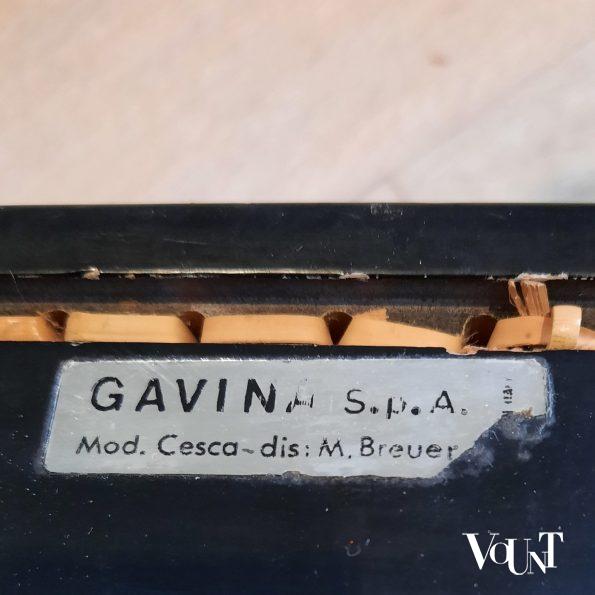 GAVINA S.p.A.
Mod. Cesca-dis: M. Breuer
VOUNT